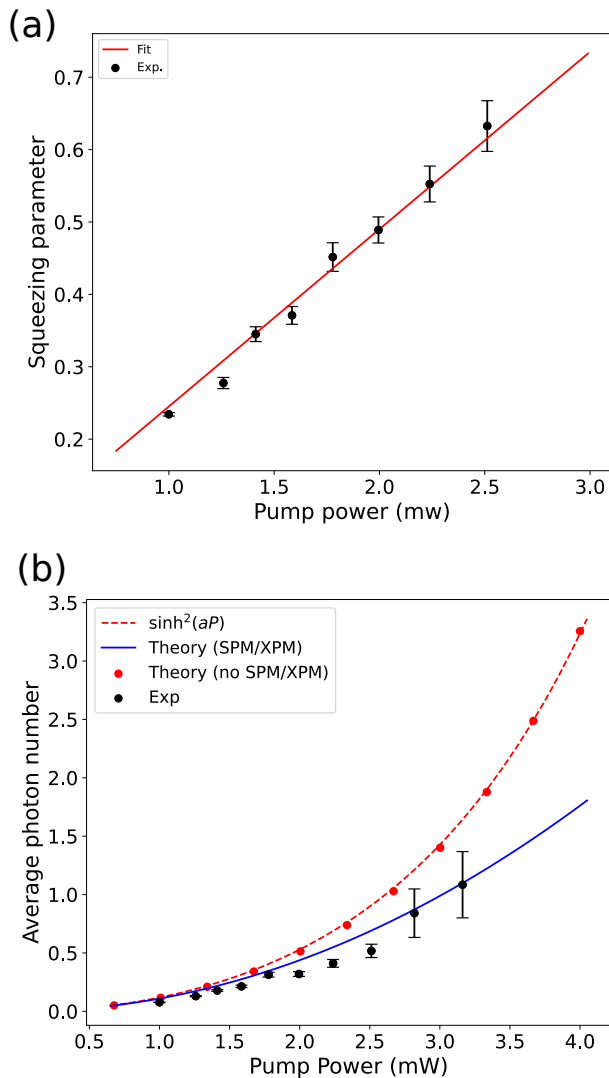 (a)
Fit
Exp.
0.7
0.6
0.5
0.4
0.3
0.2
Squeezing parameter
1.0 1.5 2.0 2.5 3.0
Pump power (mw)
(b)
sinh²(aP)
Theory (SPM/XPM)
Theory (no SPM/XPM)
Exp
3.5
3.0
2.5
2.0
1.5
1.0
0.5
0.0
Average photon number
0.5 1.0 1.5 2.0 2.5 3.0 3.5 4.0
Pump Power (mW)